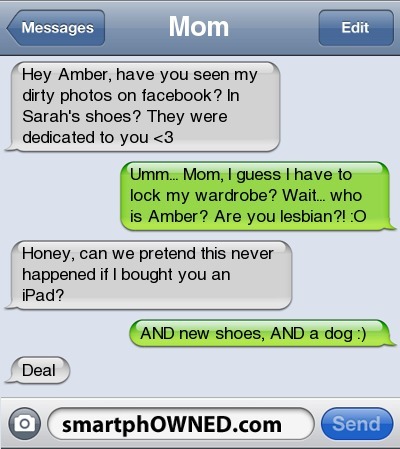 Messages
Mom
Edit
Hey Amber, have you seen my
dirty photos on facebook? In
Sarah's shoes? They were
dedicated to you <3
Umm... Mom, I guess I have to
lock my wardrobe? Wait... who
is Amber? Are you lesbian?! :O
Honey, can we pretend this never
happened if I bought you an
iPad?
AND new shoes, AND a dog :)
Deal
smartphOWNED.com
Send